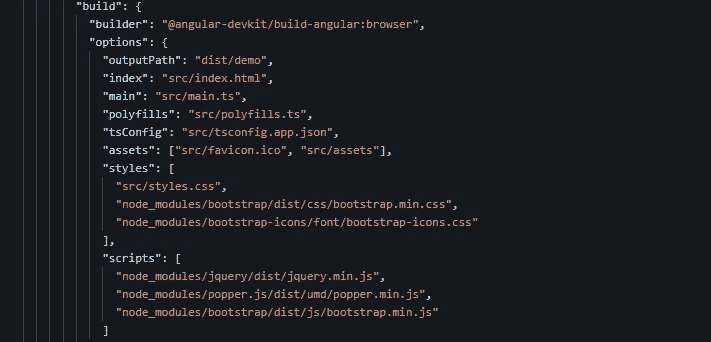 "build": {
"builder": "@angular-devkit/build-angular:browser",
"options": {
"outputPath": "dist/demo",
"index": "src/index.html",
"main": "src/main.ts",
"polyfills": "src/polyfills.ts",
"tsConfig": "src/tsconfig.app.json",
"assets": ["src/favicon.ico", "src/assets"],
"styles": [
"src/styles.css",
"node_modules/bootstrap/dist/css/bootstrap.min.css",
"node_modules/bootstrap-icons/font/bootstrap-icons.css"
],
"scripts": [
"node_modules/jquery/dist/jquery.min.js",
"node_modules/popper.js/dist/umd/popper.min.js",
"node_modules/bootstrap/dist/js/bootstrap.min.js"
]